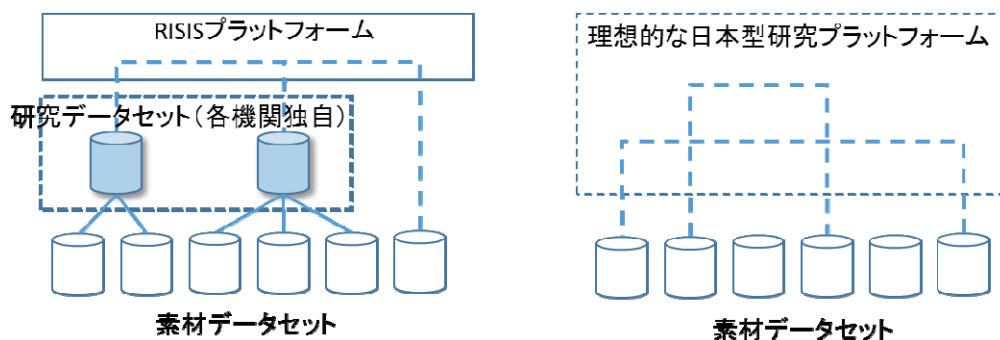 RISISプラットフォーム
研究データセット(各機関独自)
素材データセット
理想的な日本型研究プラットフォーム
素材データセット